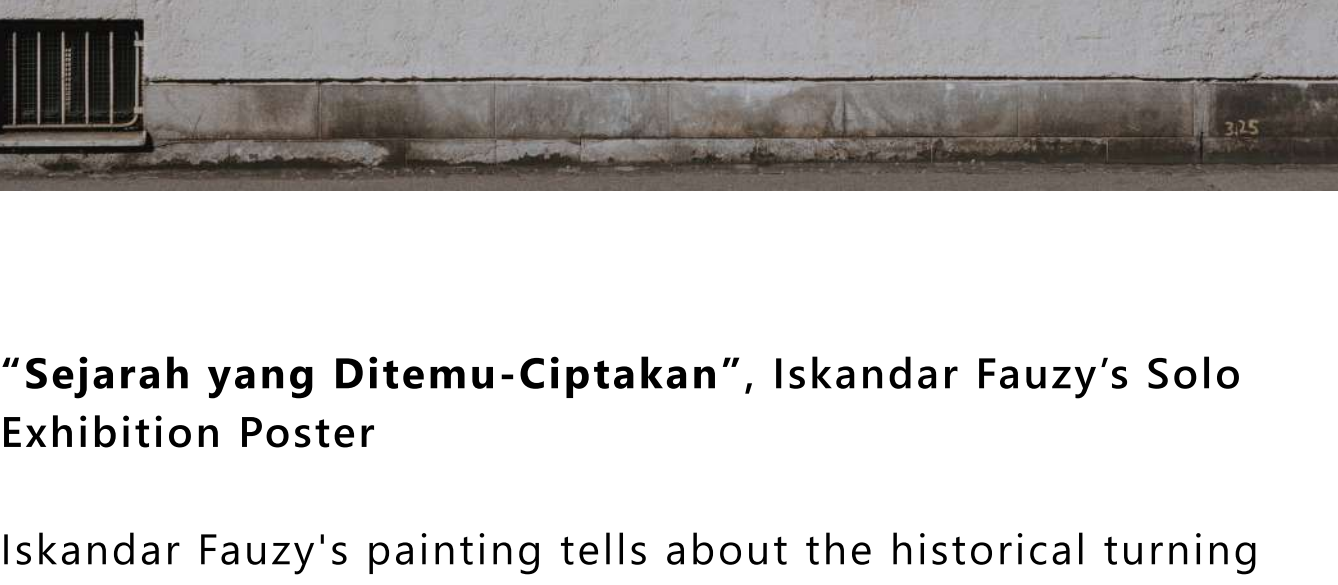 3.25
“Sejarah yang Ditemu-Ciptakan”, Iskandar Fauzy’s Solo
Exhibition Poster
Iskandar Fauzy's painting tells about the historical turning